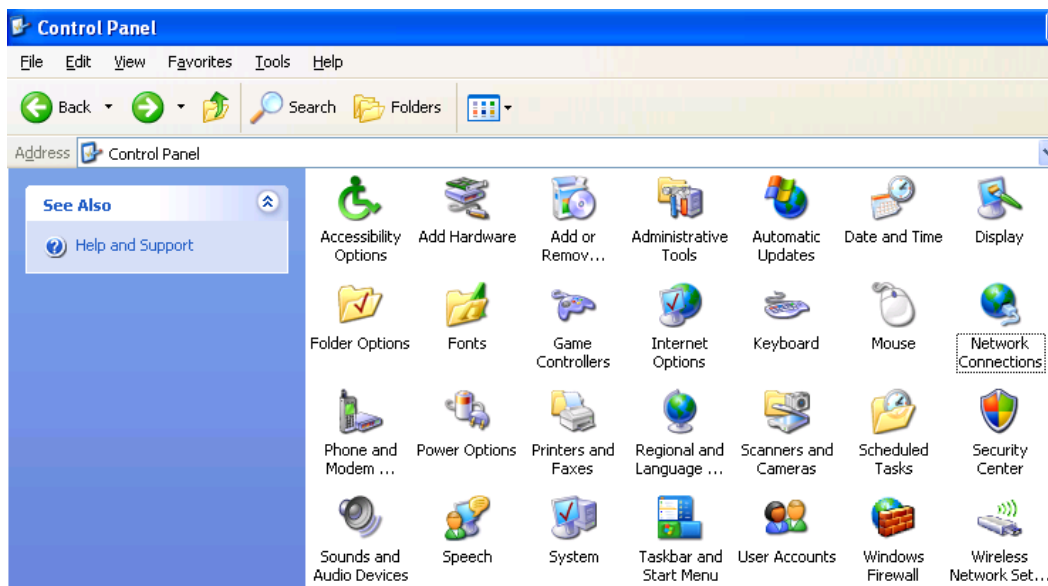 Control Panel
File Edit View Favorites Tools Help
Back Search Folders
Address Control Panel
See Also
Help and Support
Accessibility Options
Add Hardware
Add or Remov...
Administrative Tools
Automatic Updates
Date and Time
Display
Folder Options
Fonts
Game Controllers
Internet Options
Keyboard
Mouse
Network Connections
Phone and Modem ...
Power Options
Printers and Faxes
Regional and Language ...
Scanners and Cameras
Scheduled Tasks
Security Center
Sounds and Audio Devices
Speech
System
Taskbar and Start Menu
User Accounts
Windows Firewall
Wireless Network Set...